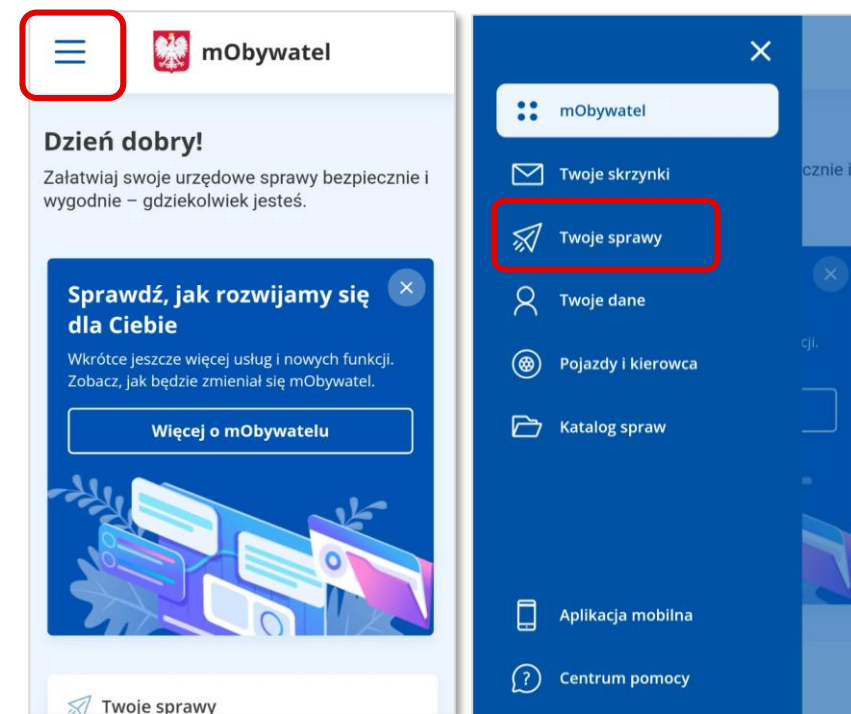 mObywatel
Dzień dobry!
Załatwiaj swoje urzędowe sprawy bezpiecznie i
wygodnie – gdziekolwiek jesteś.
Sprawdź, jak rozwijamy się
dla Ciebie
Wkrótce jeszcze więcej usług i nowych funkcji.
Zobacz, jak będzie zmieniał się mObywatel.
Więcej o mObywatelu
Twoje sprawy
mObywatel
Twoje skrzynki
cznie i
Twoje sprawy
Twoje dane
cji.
Pojazdy i kierowca
Katalog spraw
Aplikacja mobilna
Centrum pomocy